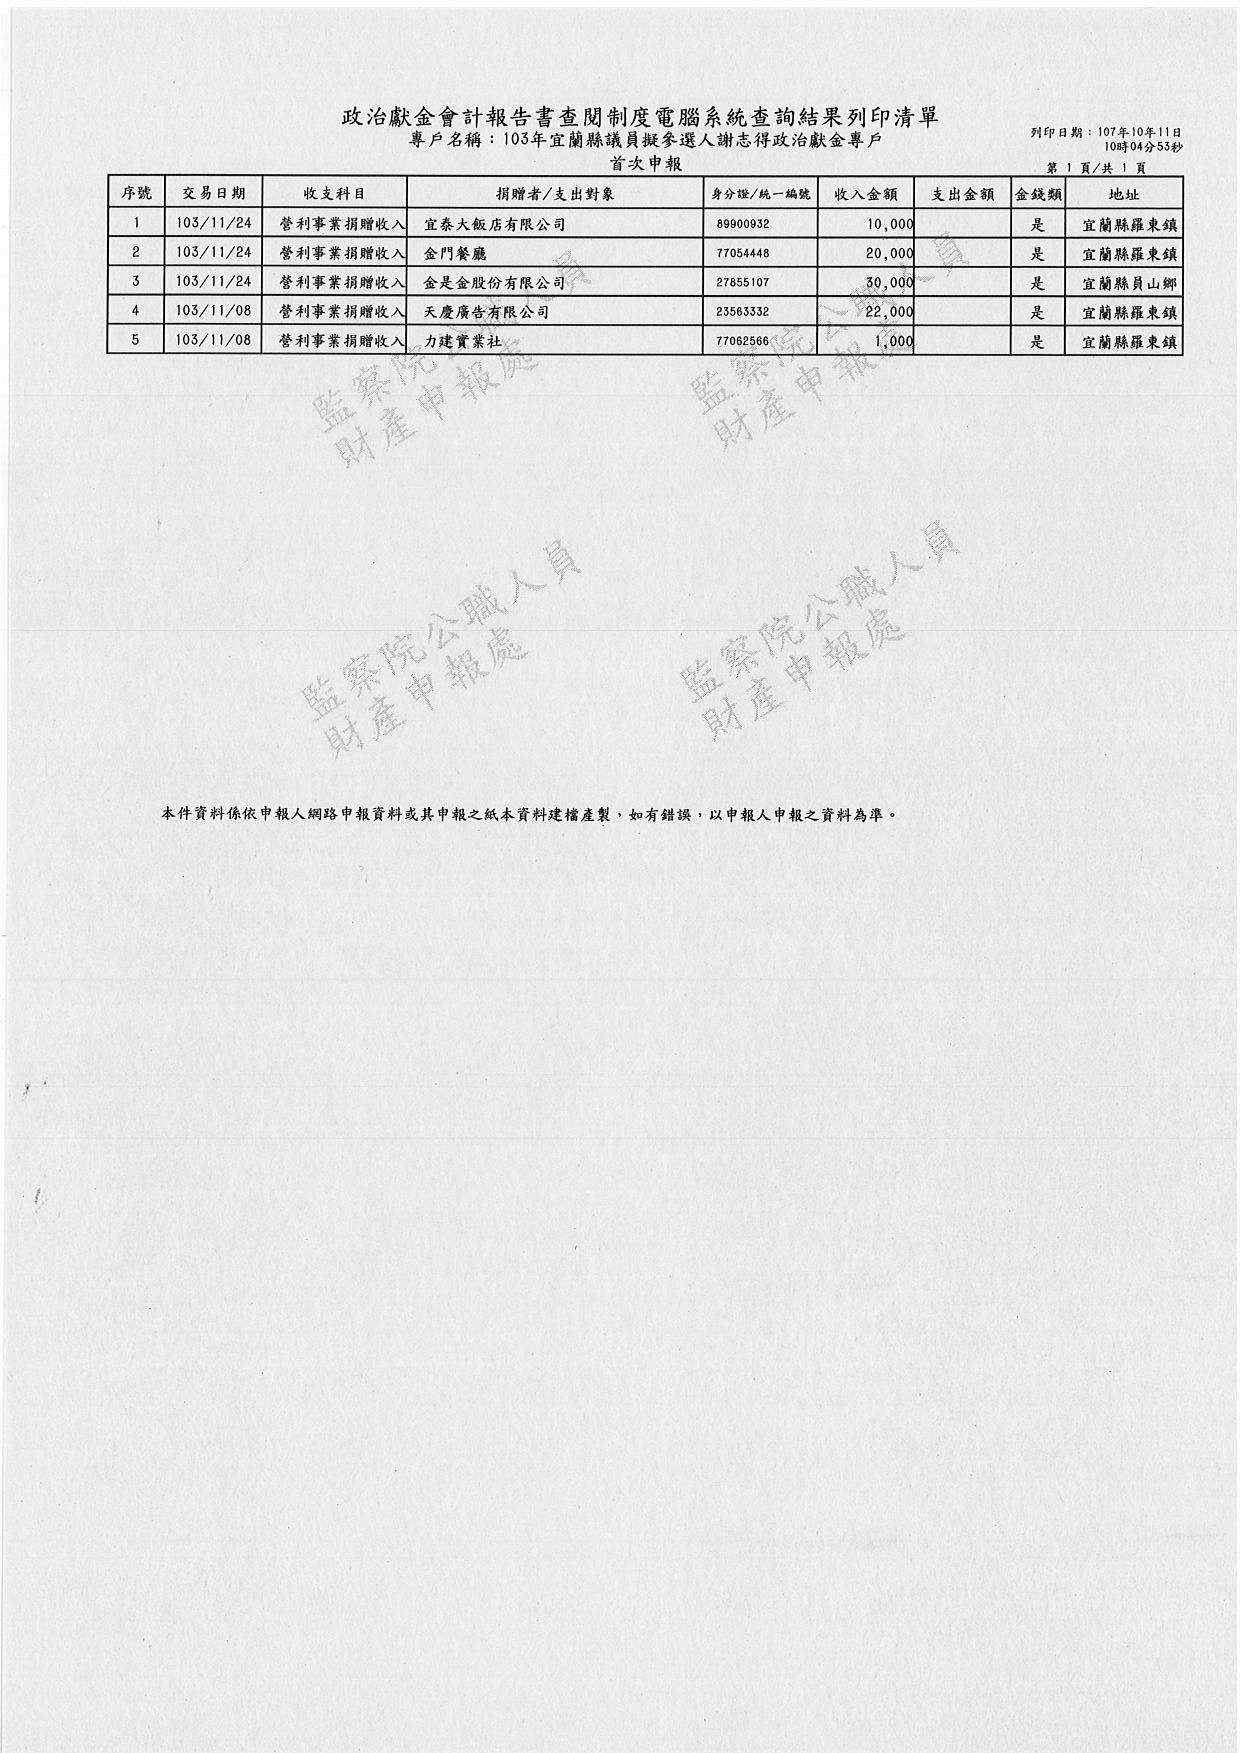 政治獻金會計報告書查閱制度電腦系統查詢結果列印清單
專戶名稱：103年宜蘭縣議員擬參選人謝志得政治獻金專戶
首次申報
列印日期：107年10年11日
10時04分53秒
第 1 頁/共 1 頁
序號 交易日期 收支科目 捐贈者/支出對象 身分證/統一編號 收入金額 支出金額 金錢類 地址
1 103/11/24 營利事業捐贈收入 宜泰大飯店有限公司 89900932 10,000 是 宜蘭縣羅東鎮
2 103/11/24 營利事業捐贈收入 金門餐廳 77054448 20,000 是 宜蘭縣羅東鎮
3 103/11/24 營利事業捐贈收入 金是金股份有限公司 27855107 30,000 是 宜蘭縣員山鄉
4 103/11/08 營利事業捐贈收入 天慶廣告有限公司 23563332 22,000 是 宜蘭縣羅東鎮
5 103/11/08 營利事業捐贈收入 力建實業社 77062566 1,000 是 宜蘭縣羅東鎮
監察院公職人員
財產申報處
監察院公職人員
財產申報處
監察院公職人員
財產申報處
監察院公職人員
財產申報處
本件資料係依申報人網路申報資料或其申報之紙本資料建檔產製，如有錯誤，以申報人申報之資料為準。